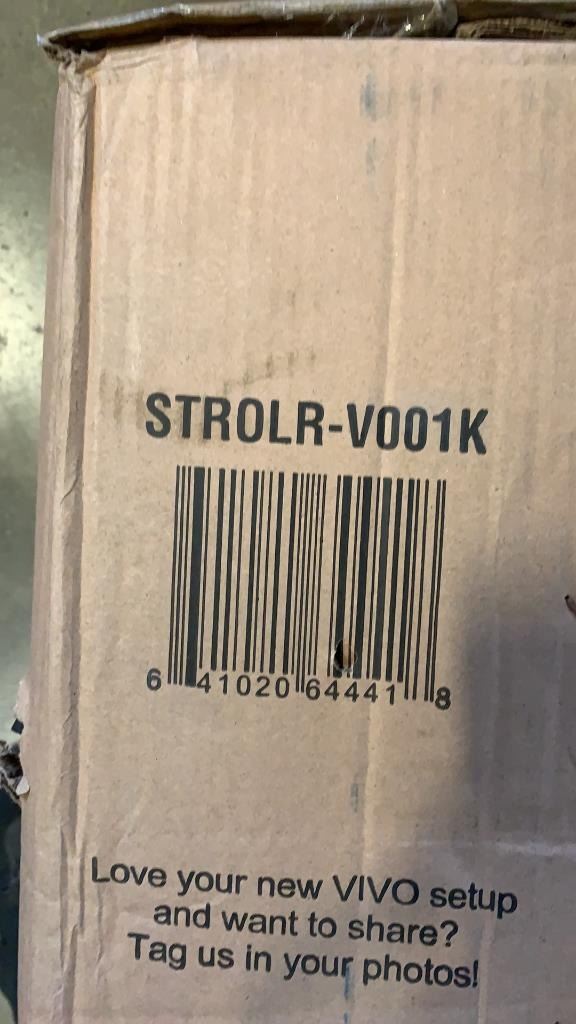 STROLR-V001K
6 41020 64441 8
Love your new VIVO setup
and want to share?
Tag us in your photos!